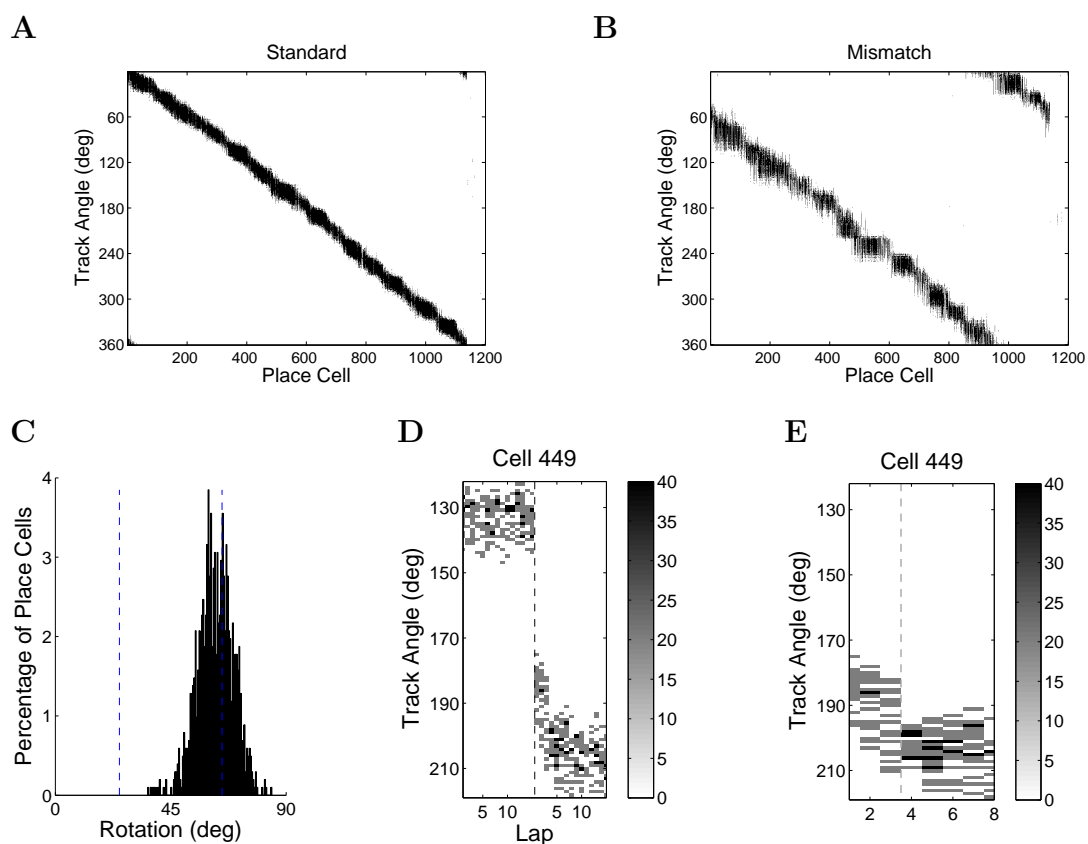 A
Standard
60
120
180
240
300
360
200 400 600 800 1000 1200
Track Angle (deg)
Place Cell
B
Mismatch
60
120
180
240
300
360
200 400 600 800 1000 1200
Track Angle (deg)
Place Cell
C
4
3
2
1
0
0 45 90
Percentage of Place Cells
Rotation (deg)
D
Cell 449
130
150
170
190
210
5 10 5 10
Track Angle (deg)
Lap
40
35
30
25
20
15
10
5
0
E
Cell 449
130
150
170
190
210
2 4 6 8
Track Angle (deg)
40
35
30
25
20
15
10
5
0